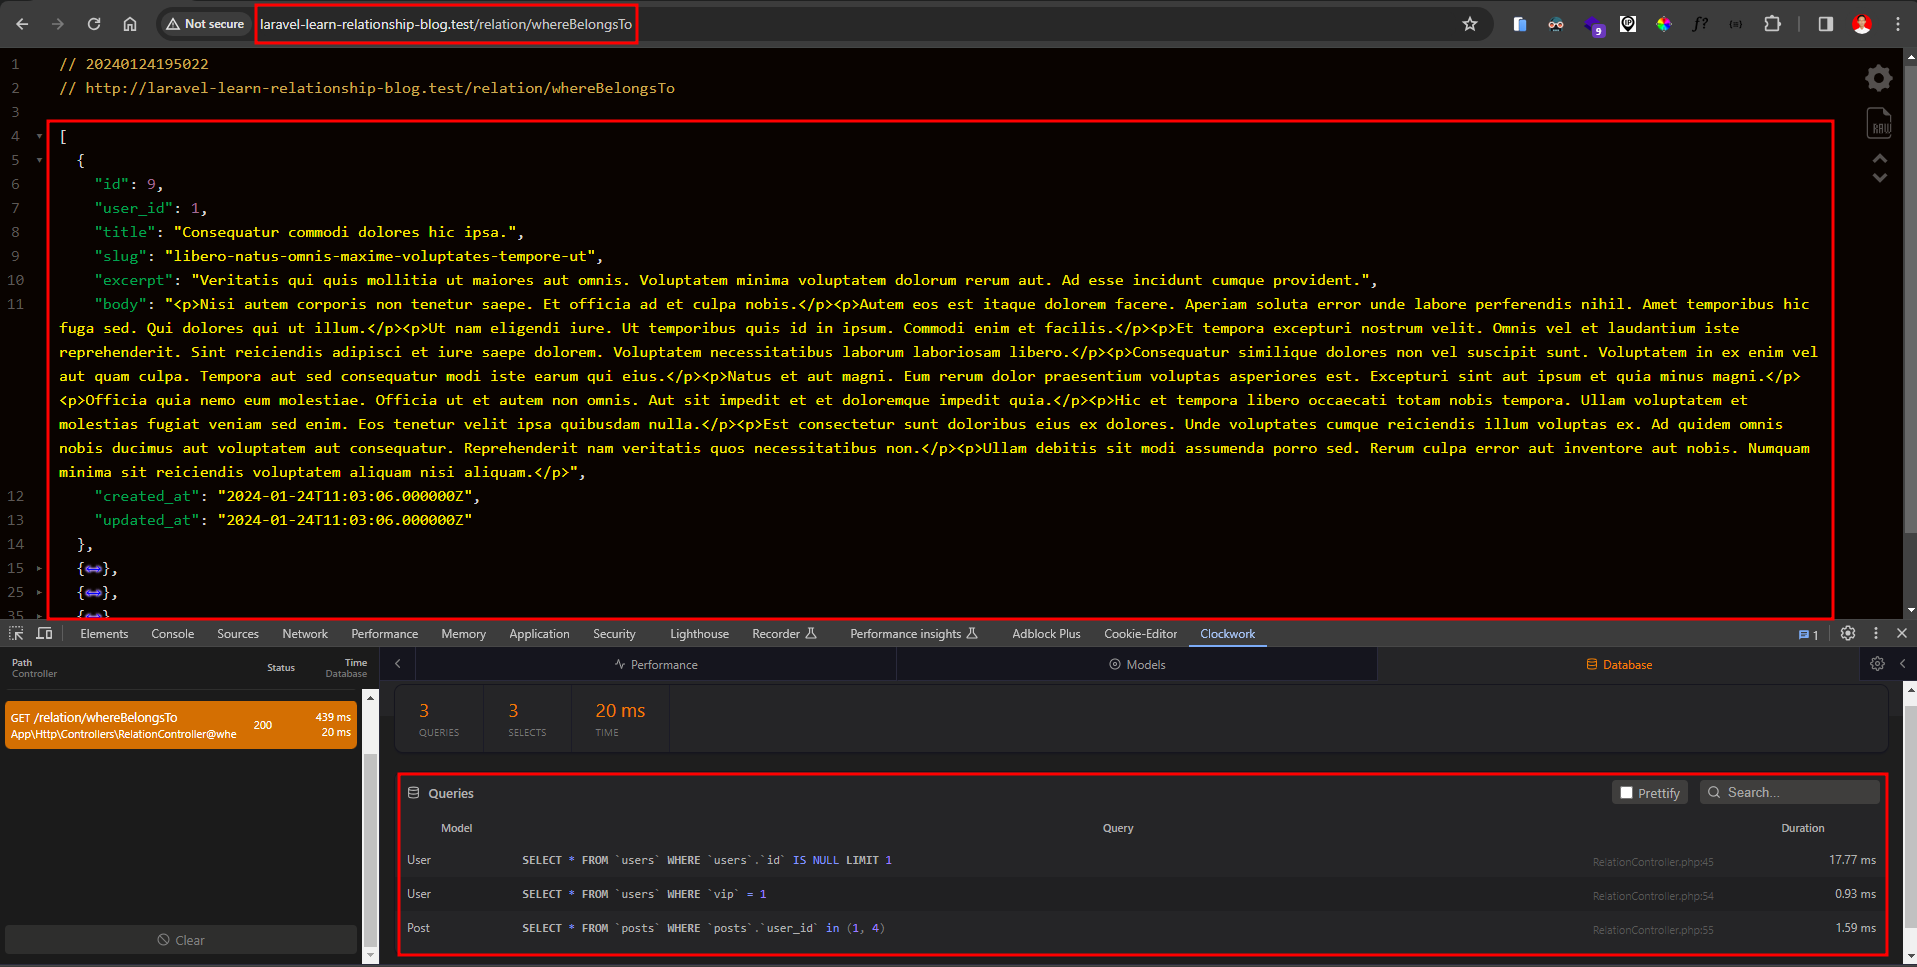 Not secure
laravel-learn-relationship-blog.test/relation/whereBelongsTo
9
f?
1 // 20240124195022
2 // http://laravel-learn-relationship-blog.test/relation/whereBelongsTo
3
4 [
5 {
6 "id": 9,
7 "user_id": 1,
8 "title": "Consequatur commodi dolores hic ipsa.",
9 "slug": "libero-natus-omnis-maxime-voluptates-tempore-ut",
10 "excerpt": "Veritatis qui quis mollitia ut maiores aut omnis. Voluptatem minima voluptatem dolorum rerum aut. Ad esse incidunt cumque provident.",
11 "body": "<p>Nisi autem corporis non tenetur saepe. Et officia ad et culpa nobis.</p><p>Autem eos est itaque dolorem facere. Aperiam soluta error unde labore perferendis nihil. Amet temporibus hic
fuga sed. Qui dolores qui ut illum.</p><p>Ut nam eligendi iure. Ut temporibus quis id in ipsum. Commodi enim et facilis.</p><p>Et tempora excepturi nostrum velit. Omnis vel et laudantium iste
reprehenderit. Sint reiciendis adipisci et iure saepe dolorem. Voluptatem necessitatibus laborum laboriosam libero.</p><p>Consequatur similique dolores non vel suscipit sunt. Voluptatem in ex enim vel
aut quam culpa. Tempora aut sed consequatur modi iste earum qui eius.</p><p>Natus et aut magni. Eum rerum dolor praesentium voluptas asperiores est. Excepturi sint aut ipsum et quia minus magni.</p>
<p>Officia quia nemo eum molestiae. Officia ut et autem non omnis. Aut sit impedit et et doloremque impedit quia.</p><p>Hic et tempora libero occaecati totam nobis tempora. Ullam voluptatem et
molestias fugiat veniam sed enim. Eos tenetur velit ipsa quibusdam nulla.</p><p>Est consectetur sunt doloribus eius ex dolores. Unde voluptates cumque reiciendis illum voluptas ex. Ad quidem omnis
nobis ducimus aut voluptatem aut consequatur. Reprehenderit nam veritatis quos necessitatibus non.</p><p>Ullam debitis sit modi assumenda porro sed. Rerum culpa error aut inventore aut nobis. Numquam
minima sit reiciendis voluptatem aliquam nisi aliquam.</p>",
12 "created_at": "2024-01-24T11:03:06.000000Z",
13 "updated_at": "2024-01-24T11:03:06.000000Z"
14 },
15 {↔},
25 {↔},
35 {↔}
RAW
Elements Console Sources Network Performance Memory Application Security Lighthouse Recorder Performance insights Adblock Plus Cookie-Editor Clockwork 1
Path
Controller
Status
Time
Database
Performance Models Database
GET /relation/whereBelongsTo
App\Http\Controllers\RelationController@whe
200
439 ms
20 ms
Clear
3 3 20 ms
QUERIES SELECTS TIME
Queries Prettify Search...
Model Query Duration
User SELECT * FROM `users` WHERE `users`.`id` IS NULL LIMIT 1 RelationController.php:45 17.77 ms
User SELECT * FROM `users` WHERE `vip` = 1 RelationController.php:54 0.93 ms
Post SELECT * FROM `posts` WHERE `posts`.`user_id` in (1, 4) RelationController.php:55 1.59 ms